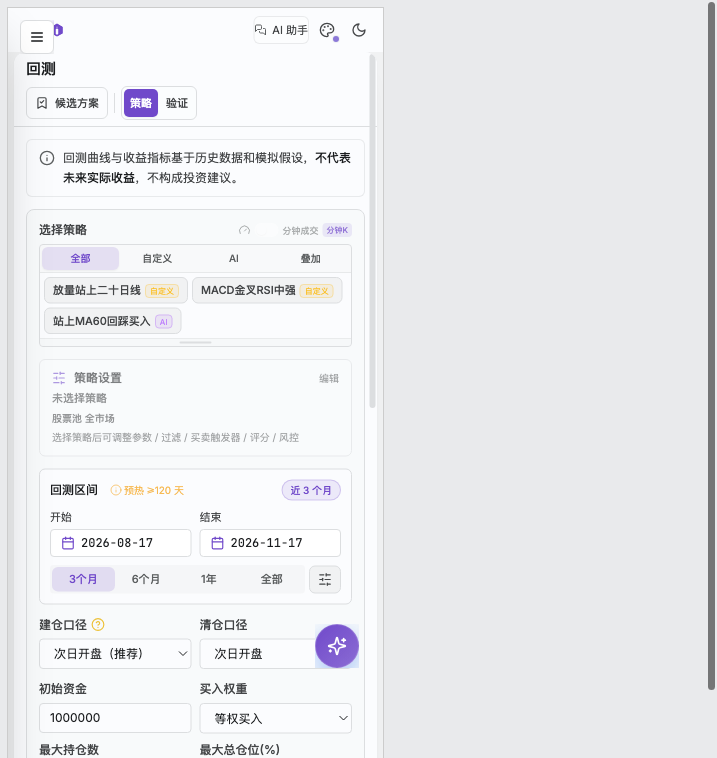 AI 助手
回测
候选方案
策略
验证
回测曲线与收益指标基于历史数据和模拟假设，不代表
未来实际收益，不构成投资建议。
选择策略
分钟成交 分钟K
全部 自定义 AI 叠加
放量站上二十日线 自定义 MACD金叉RSI中强 自定义
站上MA60回踩买入 AI
策略设置 编辑
未选择策略
股票池 全市场
选择策略后可调整参数 / 过滤 / 买卖触发器 / 评分 / 风控
回测区间 预热 ≥120 天 近 3 个月
开始 结束
2026-08-17 2026-11-17
3个月 6个月 1年 全部
建仓口径 清仓口径
次日开盘（推荐） 次日开盘
初始资金 买入权重
1000000 等权买入
最大持仓数 最大总仓位(%)